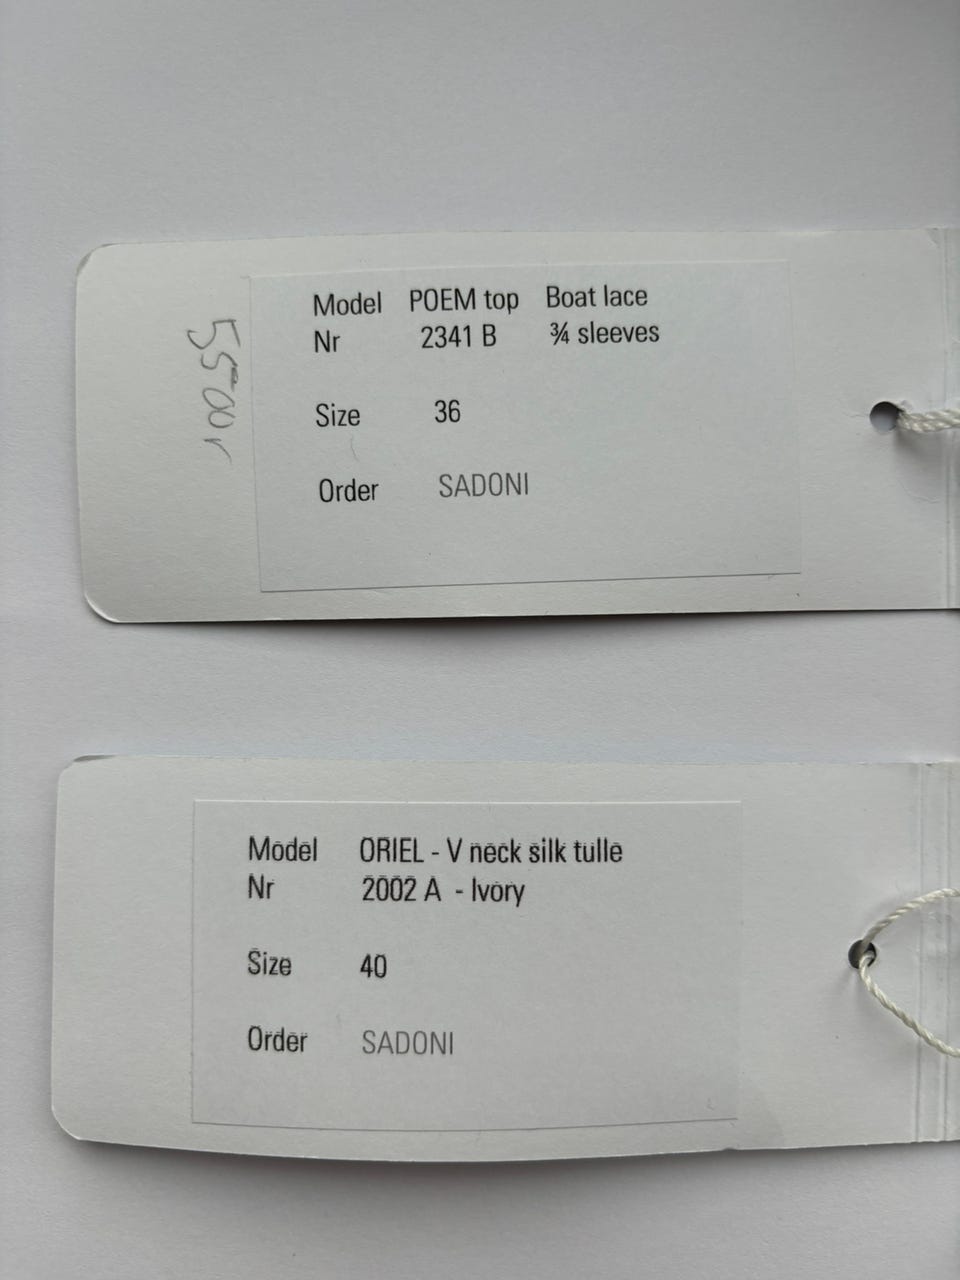 Model POEM top Boat lace
Nr 2341 B ¾ sleeves
Size 36
Order SADONI
5500 r
Model ORIEL - V neck silk tulle
Nr 2002 A - Ivory
Size 40
Order SADONI